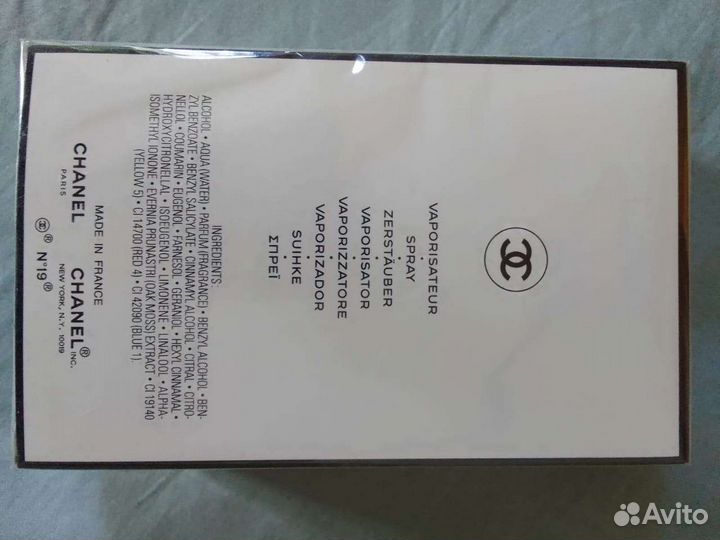 VAPORISATEUR
•
SPRAY
•
ZERSTÄUBER
•
VAPORISATOR
•
VAPORIZZATORE
•
VAPORIZADOR
•
SUIHKE
•
ΣΠΡΕΪ
INGREDIENTS:
ALCOHOL • AQUA (WATER) • PARFUM (FRAGRANCE) • BENZYL ALCOHOL • BEN-
ZYL BENZOATE • BENZYL SALICYLATE • CINNAMYL ALCOHOL • CITRAL • CITRO-
NELLOL • COUMARIN • EUGENOL • FARNESOL • GERANIOL • HEXYL CINNAMAL •
HYDROXYCITRONELLAL • ISOEUGENOL • LIMONENE • LINALOOL • ALPHA-
ISOMETHYL IONONE • EVERNIA PRUNASTRI (OAK MOSS) EXTRACT • CI 19140
(YELLOW 5) • CI 14700 (RED 4) • CI 42090 (BLUE 1).
MADE IN FRANCE
CHANEL CHANEL® INC.
PARIS NEW YORK, N.Y. 10019
® N°19®
Avito